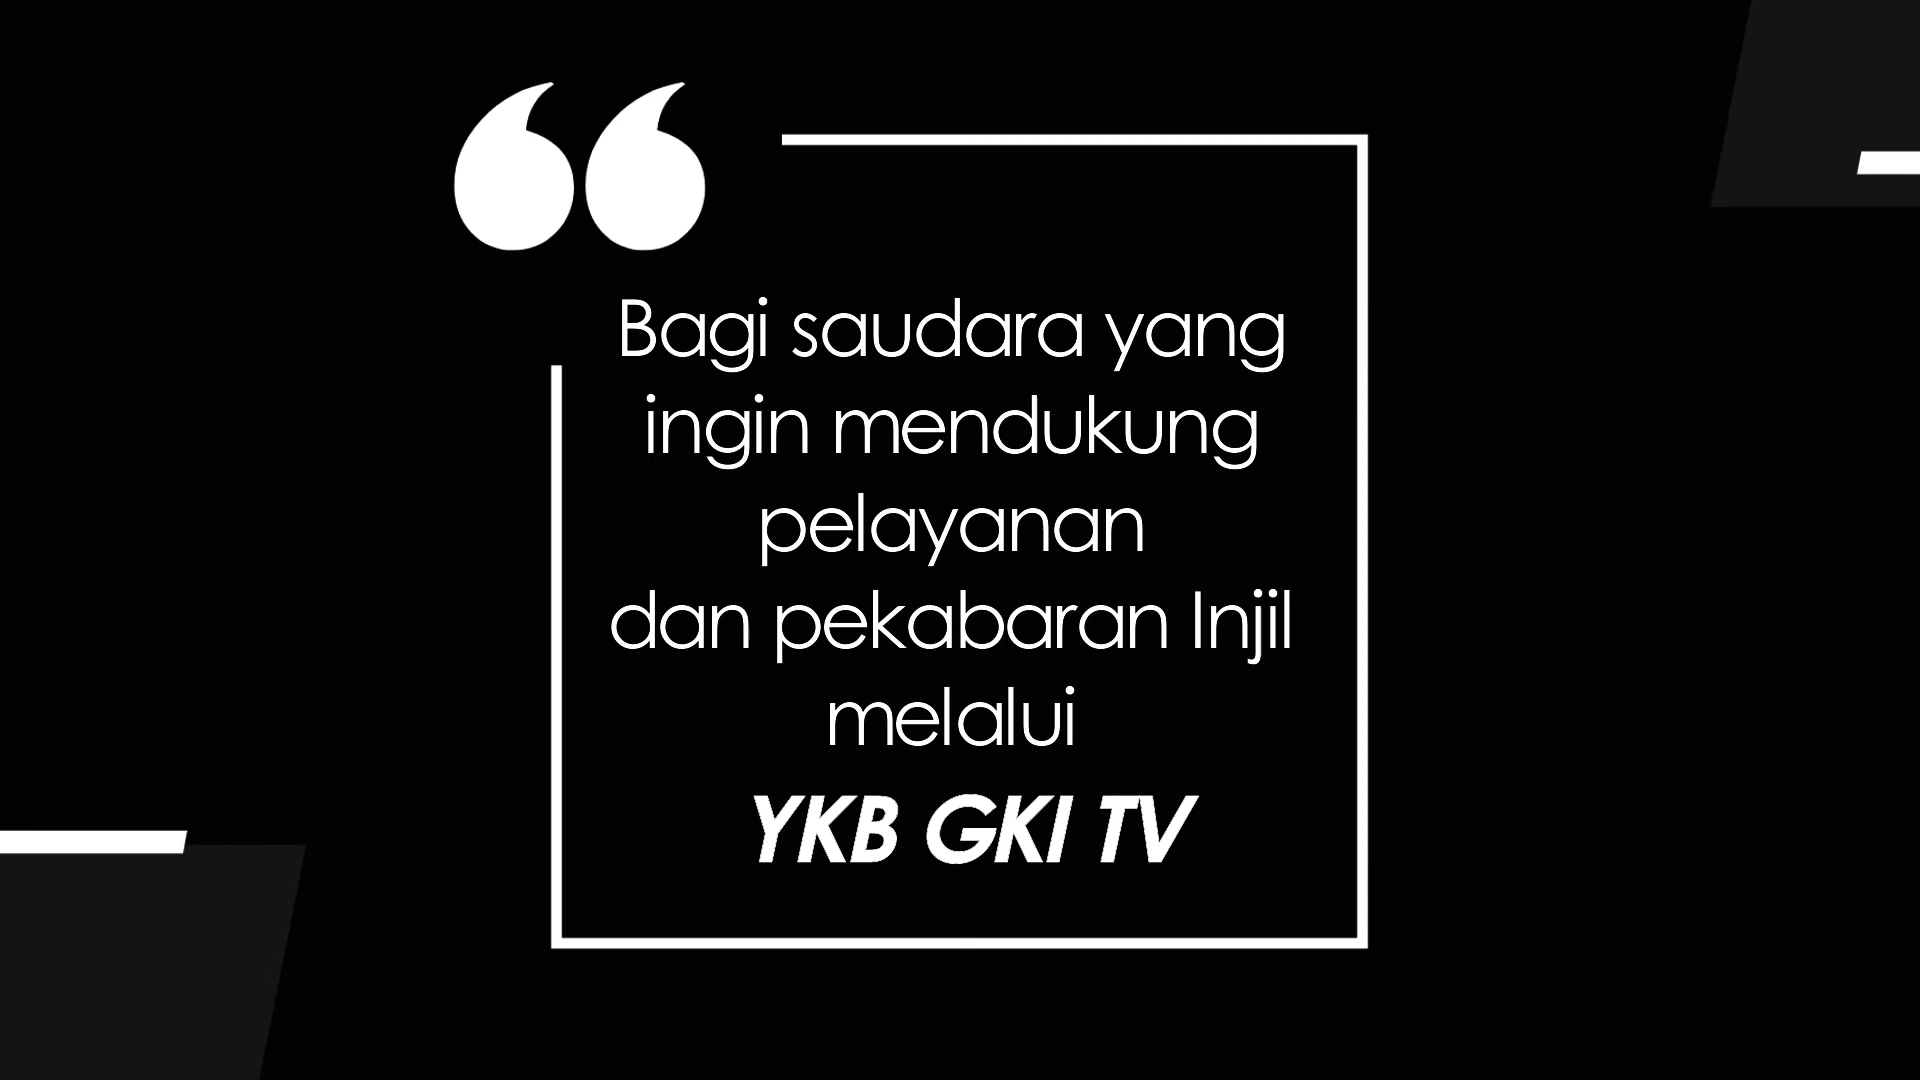 Bagi saudara yang
ingin mendukung
pelayanan
dan pekabaran Injil
melalui
YKB GKI TV